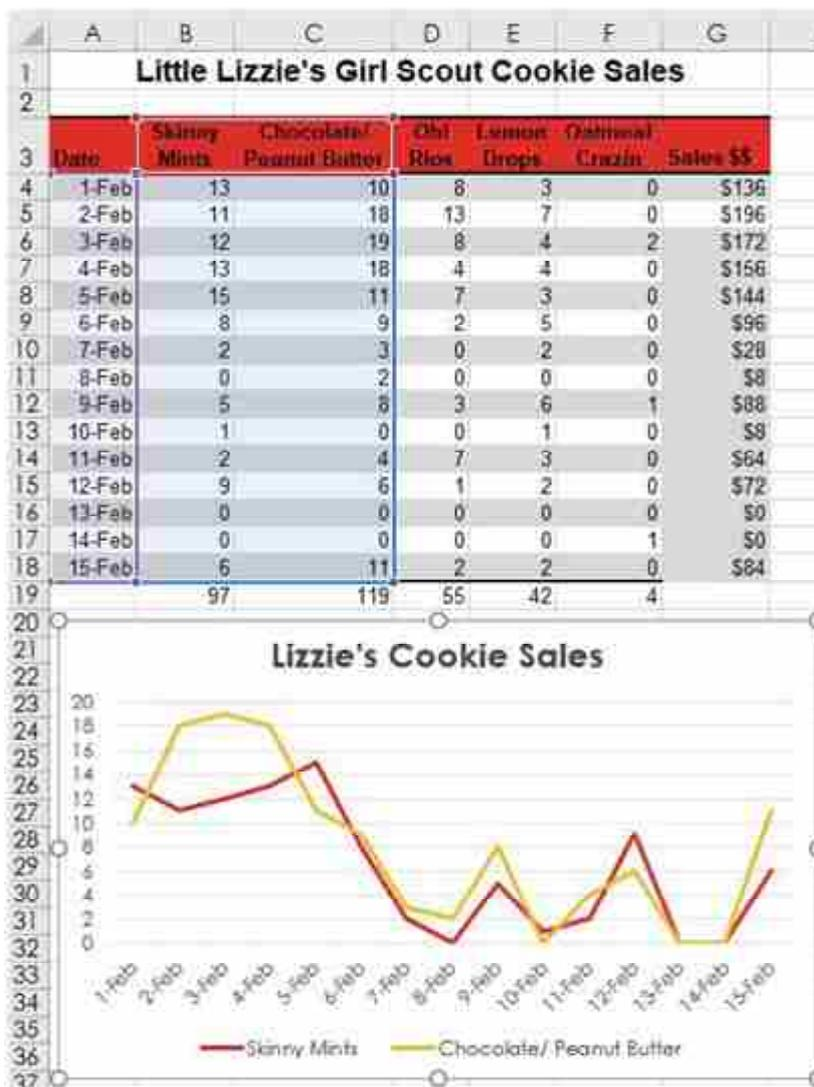 A B C D E F G
1 Little Lizzie's Girl Scout Cookie Sales
2
3 Date Skinny Mints Chocolate/ Peanut Butter Oh! Rios Lemon Drops Oatmeal Crazin Sales $$
4 1-Feb 13 10 8 3 0 $136
5 2-Feb 11 18 13 7 0 $196
6 3-Feb 12 19 8 4 2 $172
7 4-Feb 13 18 4 4 0 $156
8 5-Feb 15 11 7 3 0 $144
9 6-Feb 8 9 2 5 0 $96
10 7-Feb 2 3 0 2 0 $28
11 8-Feb 0 2 0 0 0 $8
12 9-Feb 5 8 3 6 1 $88
13 10-Feb 1 0 0 1 0 $8
14 11-Feb 2 4 7 3 0 $64
15 12-Feb 9 6 1 2 0 $72
16 13-Feb 0 0 0 0 0 $0
17 14-Feb 0 0 0 0 1 $0
18 15-Feb 6 11 2 2 0 $84
19 97 119 55 42 4
20
21
22
23
24
25
26
27
28
29
30
31
32
33
34
35
36
37
Lizzie's Cookie Sales
20
18
16
14
12
10
8
6
4
2
0
1-Feb 2-Feb 3-Feb 4-Feb 5-Feb 6-Feb 7-Feb 8-Feb 9-Feb 10-Feb 11-Feb 12-Feb 13-Feb 14-Feb 15-Feb
Skinny Mints Chocolate/ Peanut Butter